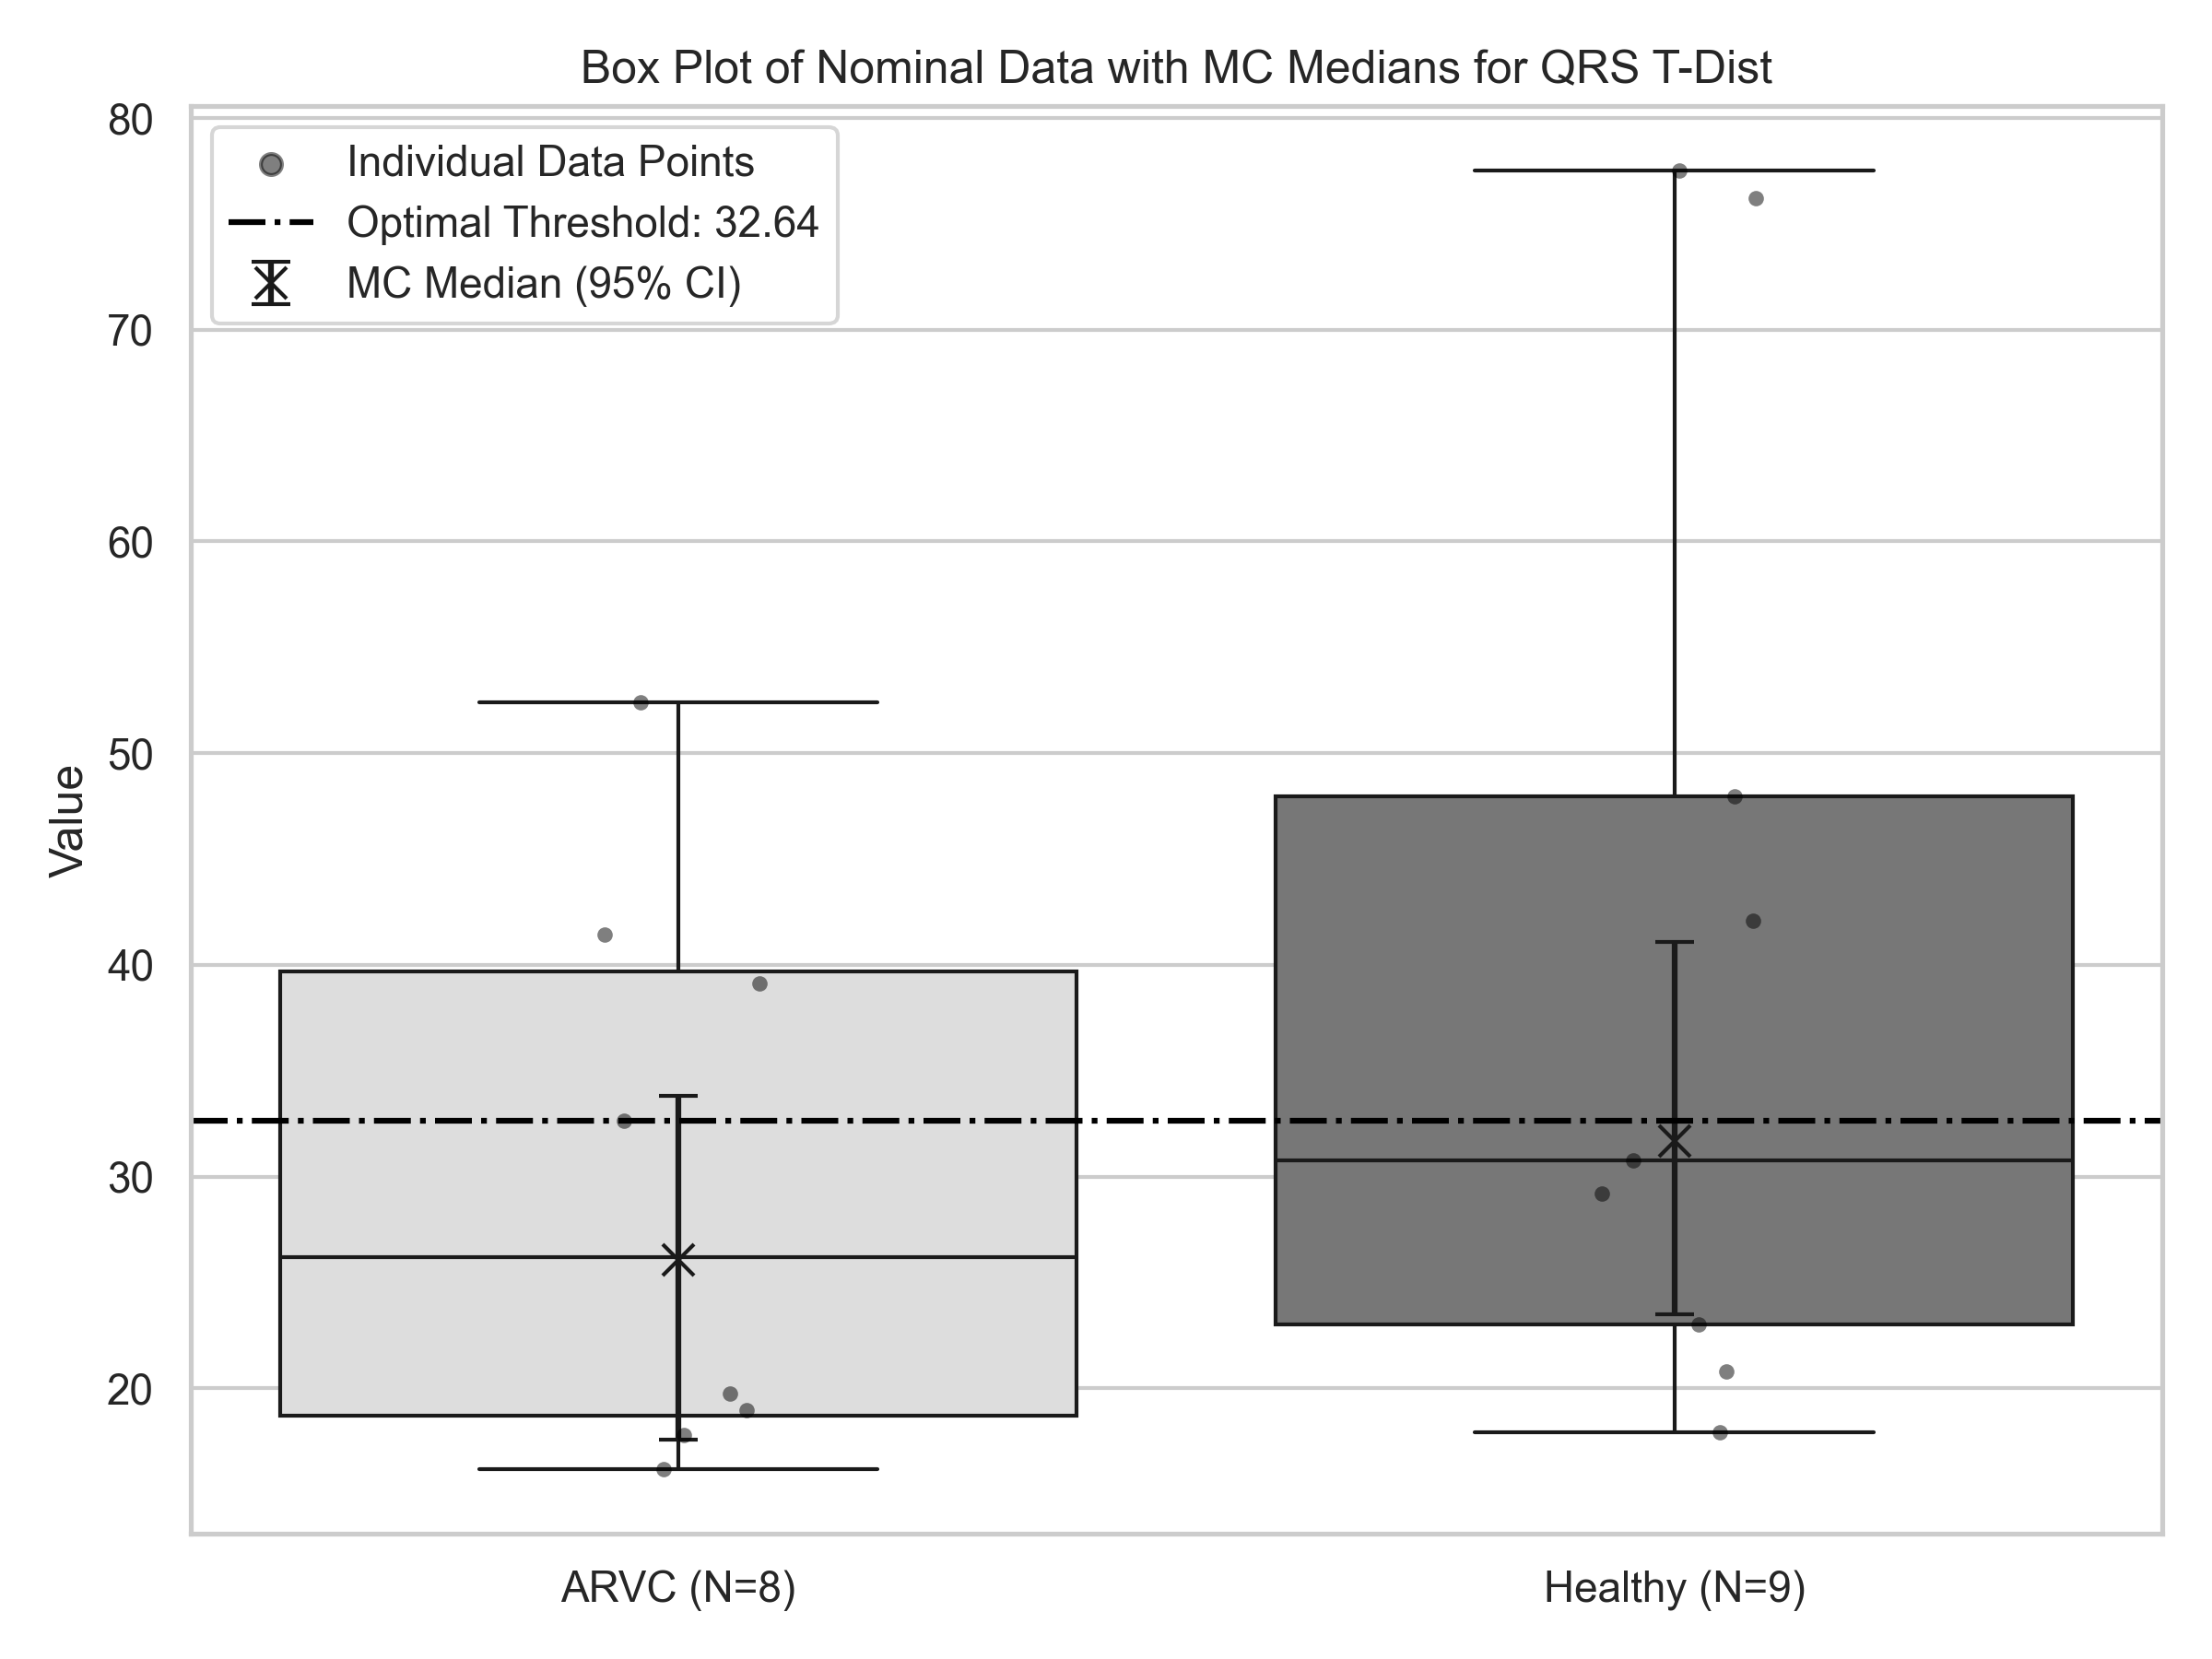 Box Plot of Nominal Data with MC Medians for QRS T-Dist
Individual Data Points
Optimal Threshold: 32.64
MC Median (95% CI)
80
70
60
50
40
30
20
Value
ARVC (N=8)
Healthy (N=9)